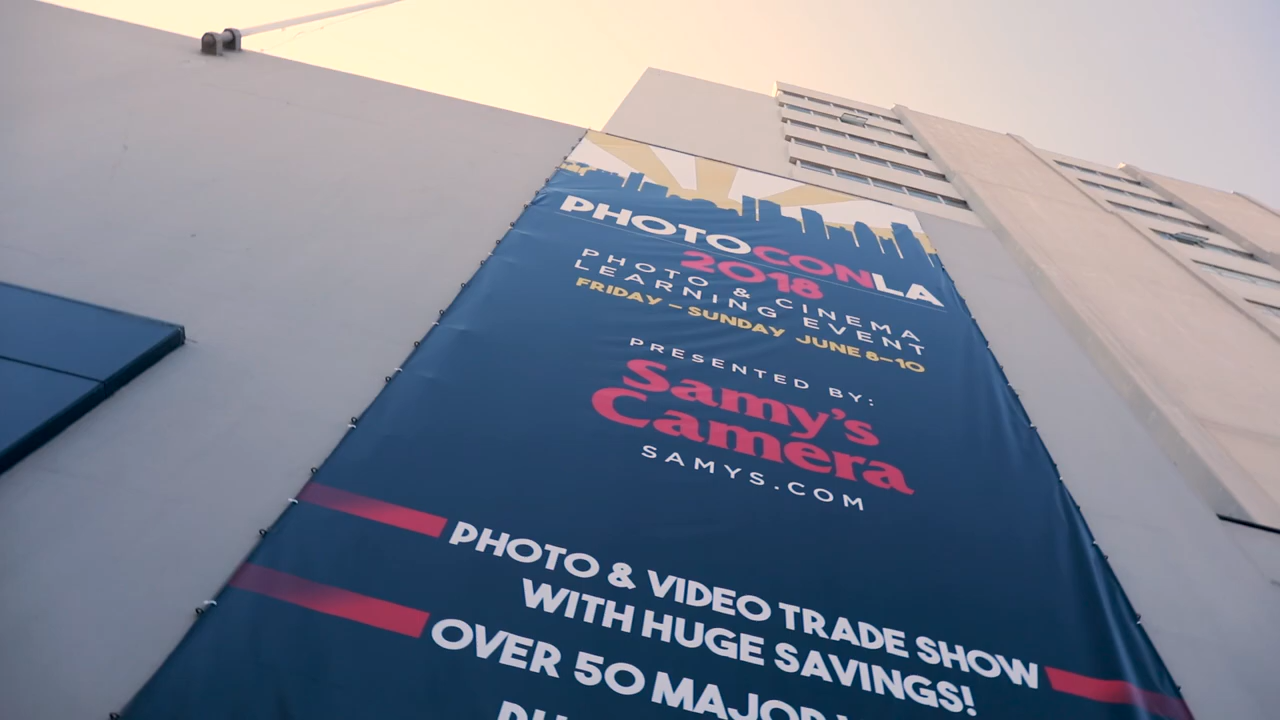 PHOTOCONLA
2018
PHOTO & CINEMA
LEARNING EVENT
FRIDAY - SUNDAY JUNE 8-10
PRESENTED BY:
Samy's
Camera
SAMYS.COM
PHOTO & VIDEO TRADE SHOW
WITH HUGE SAVINGS!
OVER 50 MAJOR